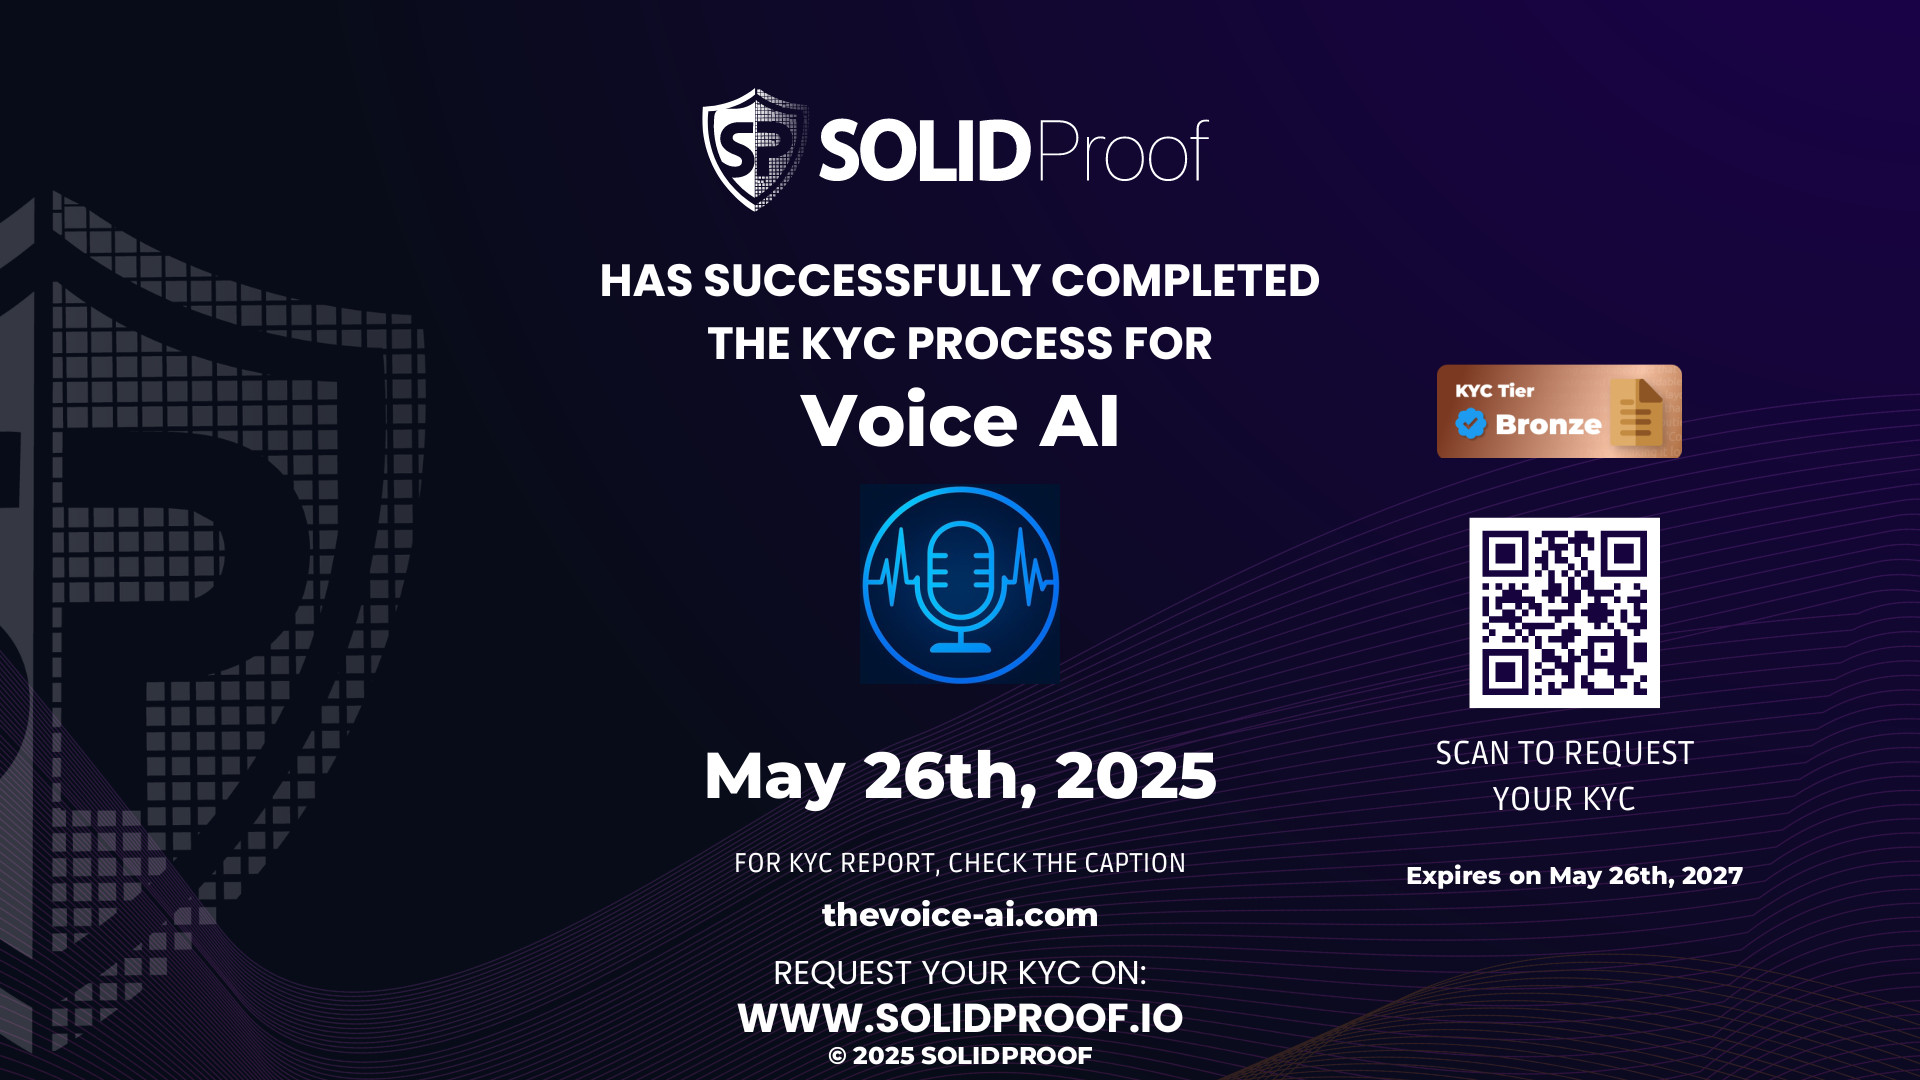 SP SOLIDProof
HAS SUCCESSFULLY COMPLETED
THE KYC PROCESS FOR
Voice AI
KYC Tier
Bronze
May 26th, 2025
SCAN TO REQUEST
YOUR KYC
FOR KYC REPORT, CHECK THE CAPTION
Expires on May 26th, 2027
thevoice-ai.com
REQUEST YOUR KYC ON:
WWW.SOLIDPROOF.IO
© 2025 SOLIDPROOF